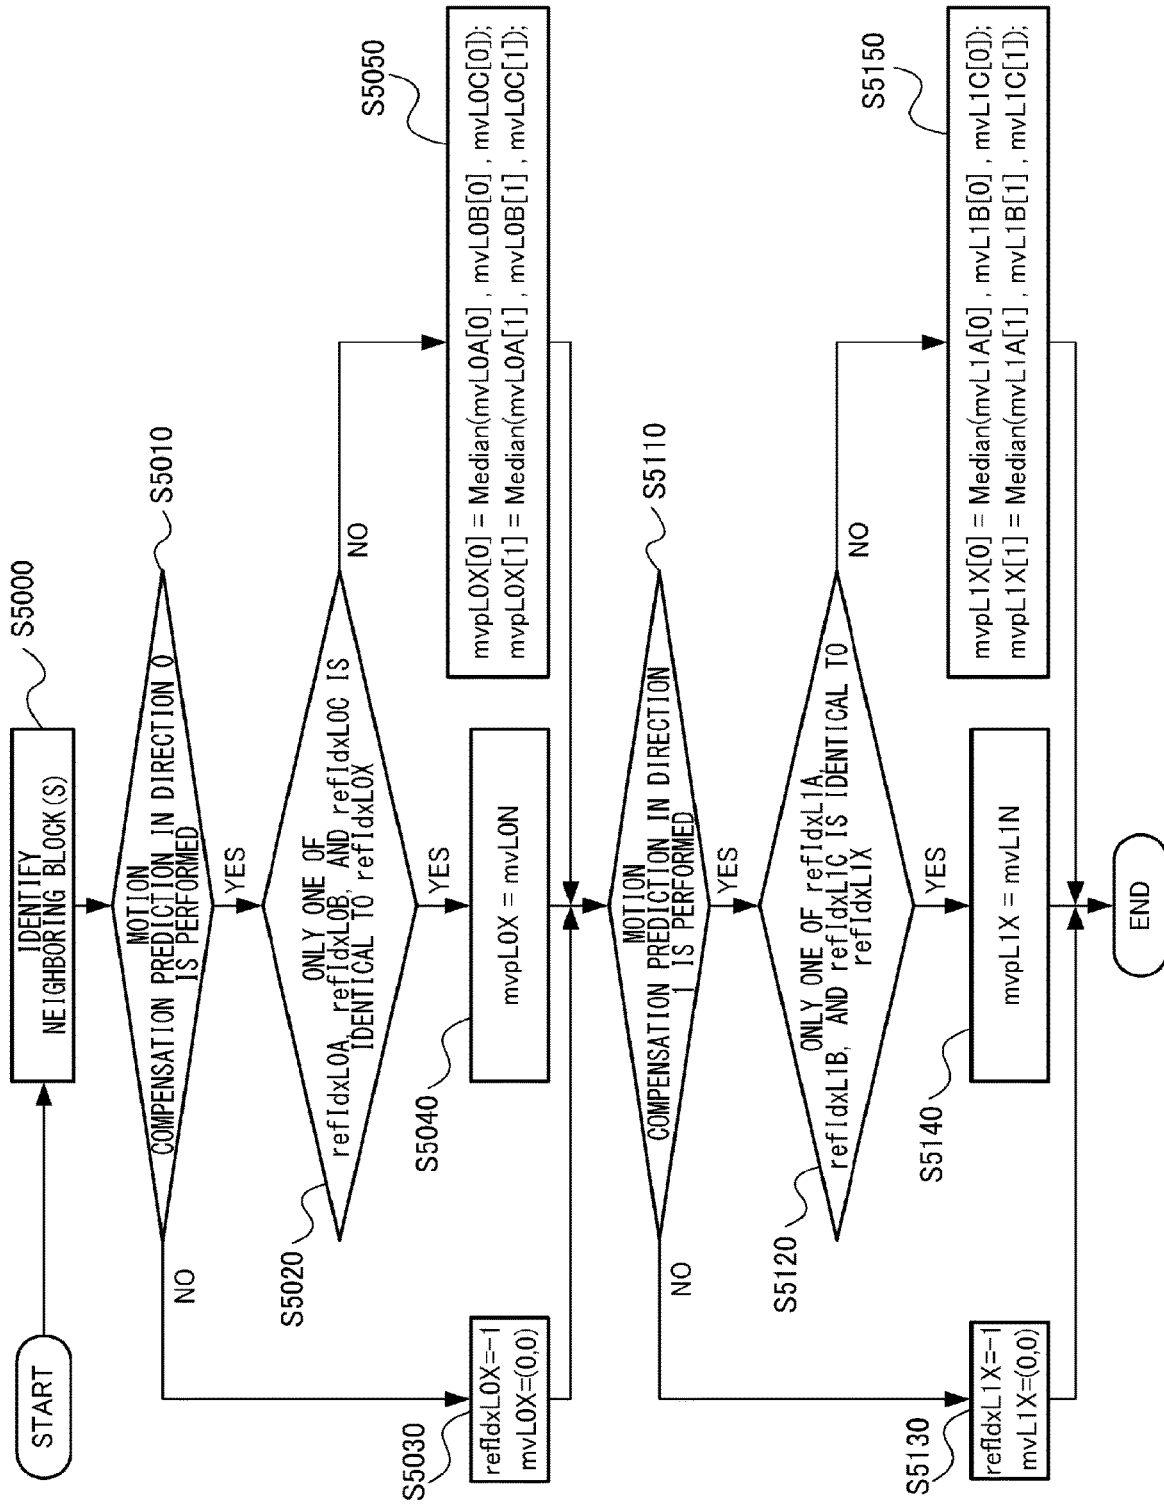 START
IDENTIFY
NEIGHBORING BLOCK(S)
S5000
MOTION
COMPENSATION PREDICTION IN DIRECTION 0
IS PERFORMED
S5010
NO
YES
ONLY ONE OF
refIdxL0A, refIdxL0B, AND refIdxL0C IS
IDENTICAL TO refIdxL0X
S5020
NO
YES
refIdxL0X=-1
mvL0X=(0,0)
S5030
mvpL0X = mvL0N
S5040
mvpL0X[0] = Median(mvL0A[0] , mvL0B[0] , mvL0C[0]);
mvpL0X[1] = Median(mvL0A[1] , mvL0B[1] , mvL0C[1]);
S5050
MOTION
COMPENSATION PREDICTION IN DIRECTION
1 IS PERFORMED
S5110
NO
YES
ONLY ONE OF refIdxL1A,
refIdxL1B, AND refIdxL1C IS IDENTICAL TO
refIdxL1X
S5120
NO
YES
refIdxL1X=-1
mvL1X=(0,0)
S5130
mvpL1X = mvL1N
S5140
mvpL1X[0] = Median(mvL1A[0] , mvL1B[0] , mvL1C[0]);
mvpL1X[1] = Median(mvL1A[1] , mvL1B[1] , mvL1C[1]);
S5150
END